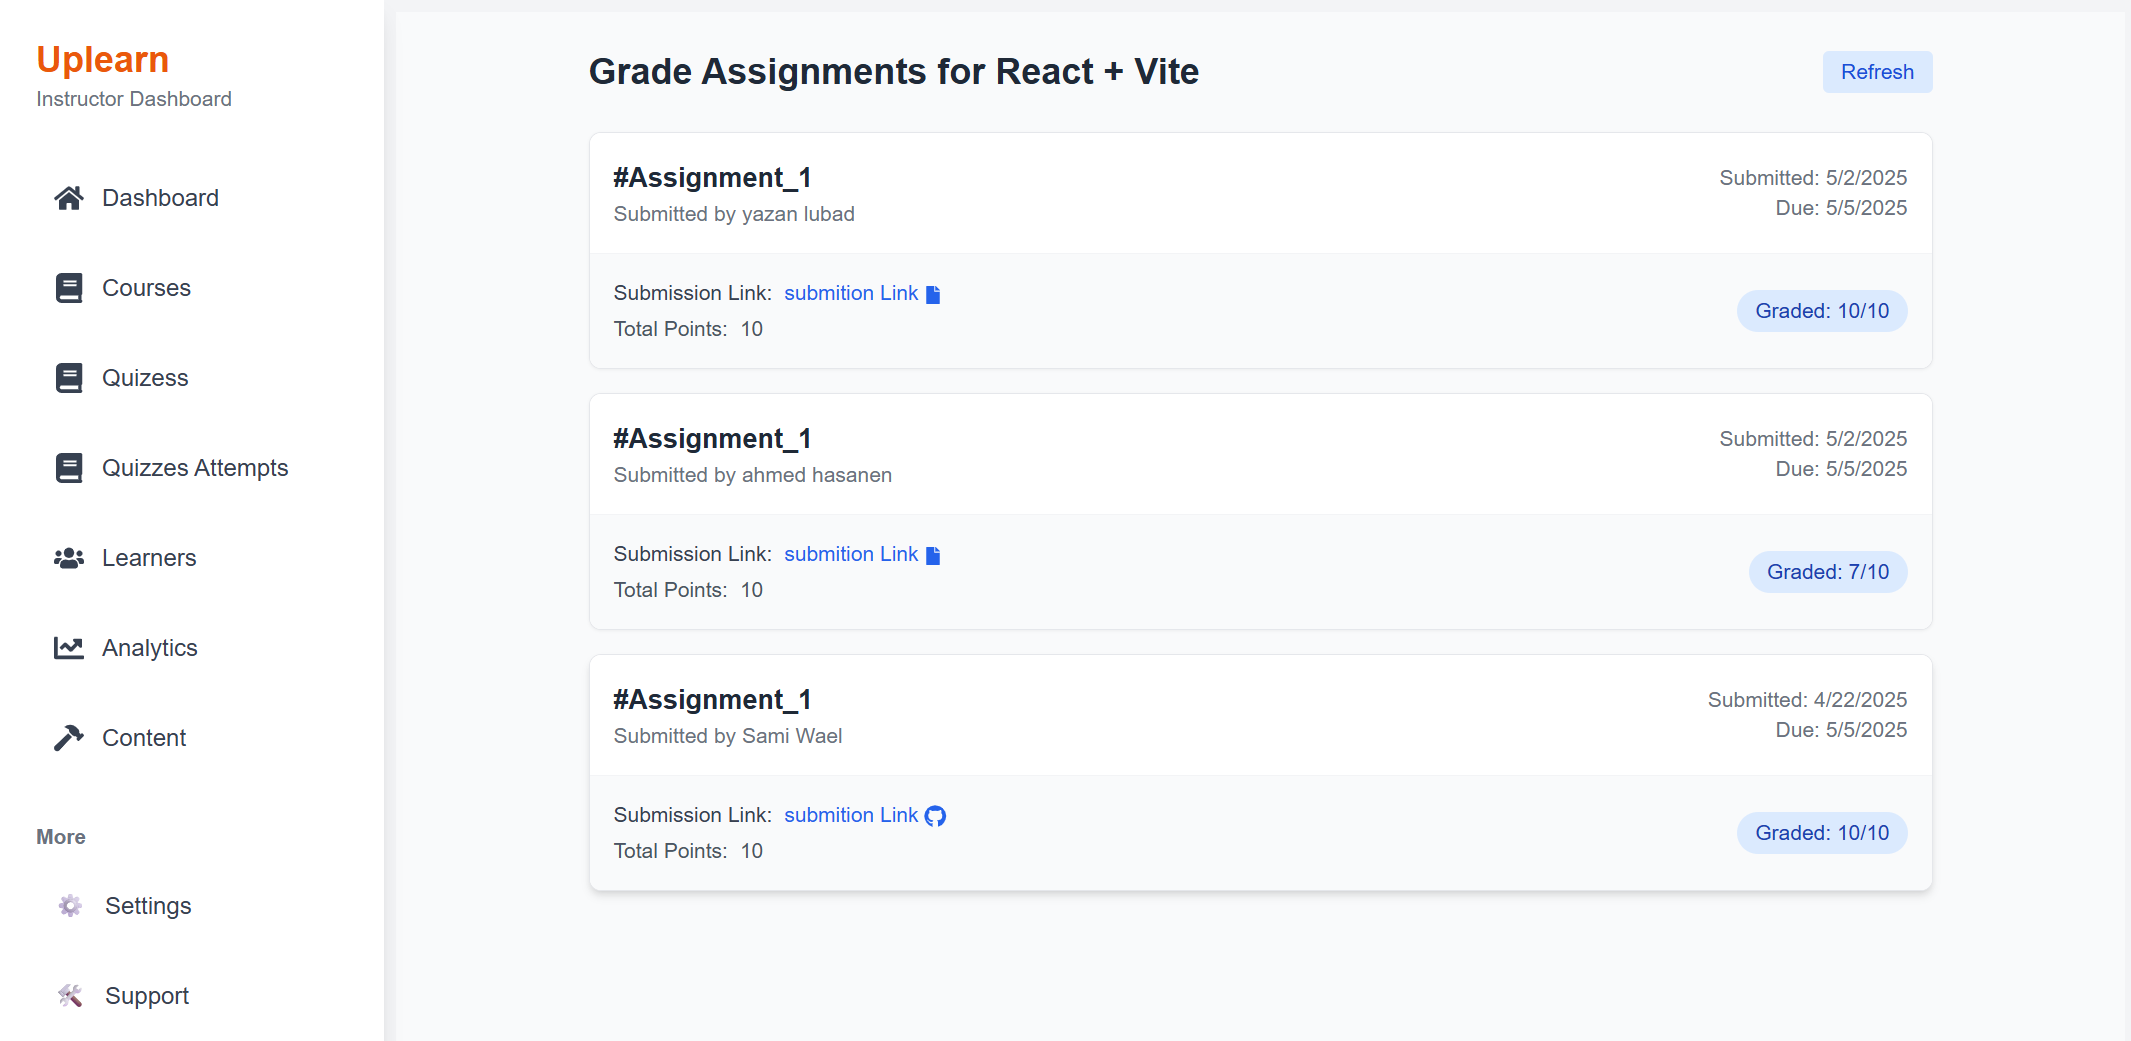 Uplearn
Instructor Dashboard
Dashboard
Courses
Quizess
Quizzes Attempts
Learners
Analytics
Content
More
Settings
Support
Grade Assignments for React + Vite
Refresh
#Assignment_1
Submitted by yazan lubad
Submitted: 5/2/2025
Due: 5/5/2025
Submission Link: submition Link
Total Points: 10
Graded: 10/10
#Assignment_1
Submitted by ahmed hasanen
Submitted: 5/2/2025
Due: 5/5/2025
Submission Link: submition Link
Total Points: 10
Graded: 7/10
#Assignment_1
Submitted by Sami Wael
Submitted: 4/22/2025
Due: 5/5/2025
Submission Link: submition Link
Total Points: 10
Graded: 10/10